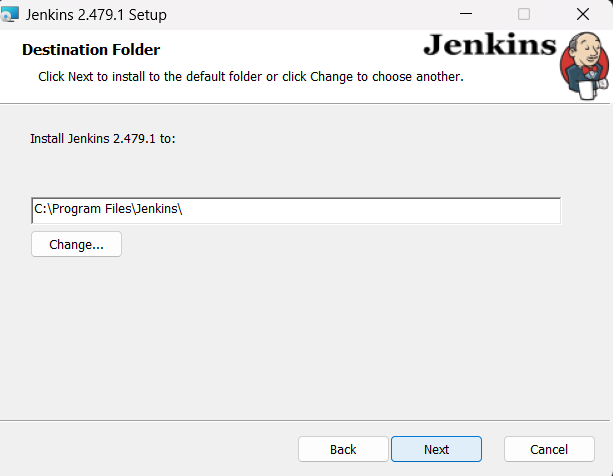 Jenkins 2.479.1 Setup
Destination Folder
Jenkins
Click Next to install to the default folder or click Change to choose another.
Install Jenkins 2.479.1 to:
C:\Program Files\Jenkins\
Change...
Back
Next
Cancel